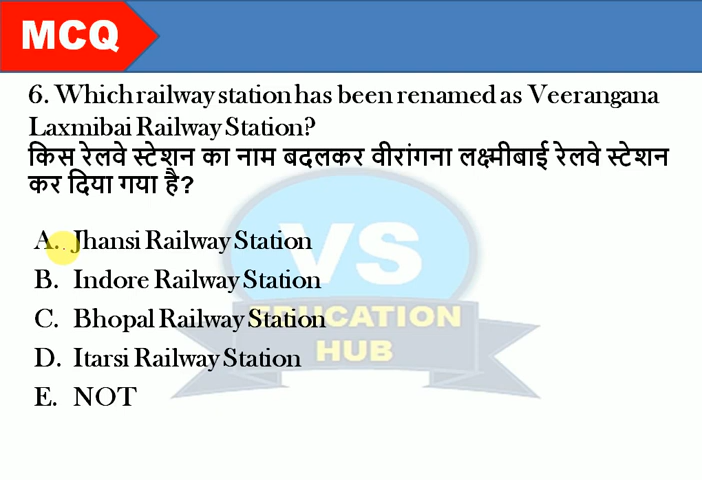 MCQ
6. Which railway station has been renamed as Veerangana
Laxmibai Railway Station?
किस रेलवे स्टेशन का नाम बदलकर वीरांगना लक्ष्मीबाई रेलवे स्टेशन
कर दिया गया है?
A. Jhansi Railway Station
B. Indore Railway Station
C. Bhopal Railway Station
D. Itarsi Railway Station
E. NOT
VS
EDUCATION
HUB